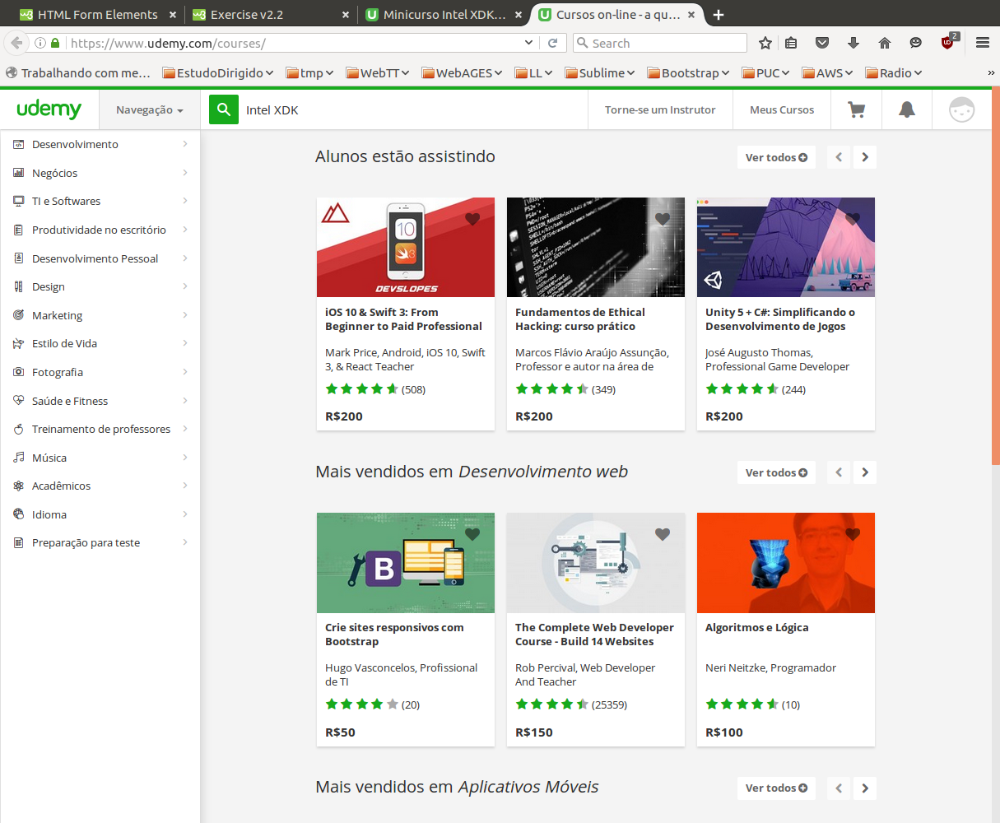 HTML Form Elements
Exercise v2.2
Minicurso Intel XDK...
Cursos on-line - a qu...
https://www.udemy.com/courses/
Search
2
Trabalhando com me...
EstudoDirigido
tmp
WebTT
WebAGES
LL
Sublime
Bootstrap
PUC
AWS
Radio
udemy
Navegação
Intel XDK
Torne-se um Instrutor
Meus Cursos
Desenvolvimento
Negócios
TI e Softwares
Produtividade no escritório
Desenvolvimento Pessoal
Design
Marketing
Estilo de Vida
Fotografia
Saúde e Fitness
Treinamento de professores
Música
Acadêmicos
Idioma
Preparação para teste
Alunos estão assistindo
Ver todos
10
3
DEVSLOPES
iOS 10 & Swift 3: From
Beginner to Paid Professional
Mark Price, Android, iOS 10, Swift
3, & React Teacher
(508)
R$200
Fundamentos de Ethical
Hacking: curso prático
Marcos Flávio Araújo Assunção,
Professor e autor na área de
(349)
R$200
Unity 5 + C#: Simplificando o
Desenvolvimento de Jogos
José Augusto Thomas,
Professional Game Developer
(244)
R$200
Mais vendidos em Desenvolvimento web
Ver todos
B
Crie sites responsivos com
Bootstrap
Hugo Vasconcelos, Profissional
de TI
(20)
R$50
The Complete Web Developer
Course - Build 14 Websites
Rob Percival, Web Developer
And Teacher
(25359)
R$150
Algoritmos e Lógica
Neri Neitzke, Programador
(10)
R$100
Mais vendidos em Aplicativos Móveis
Ver todos